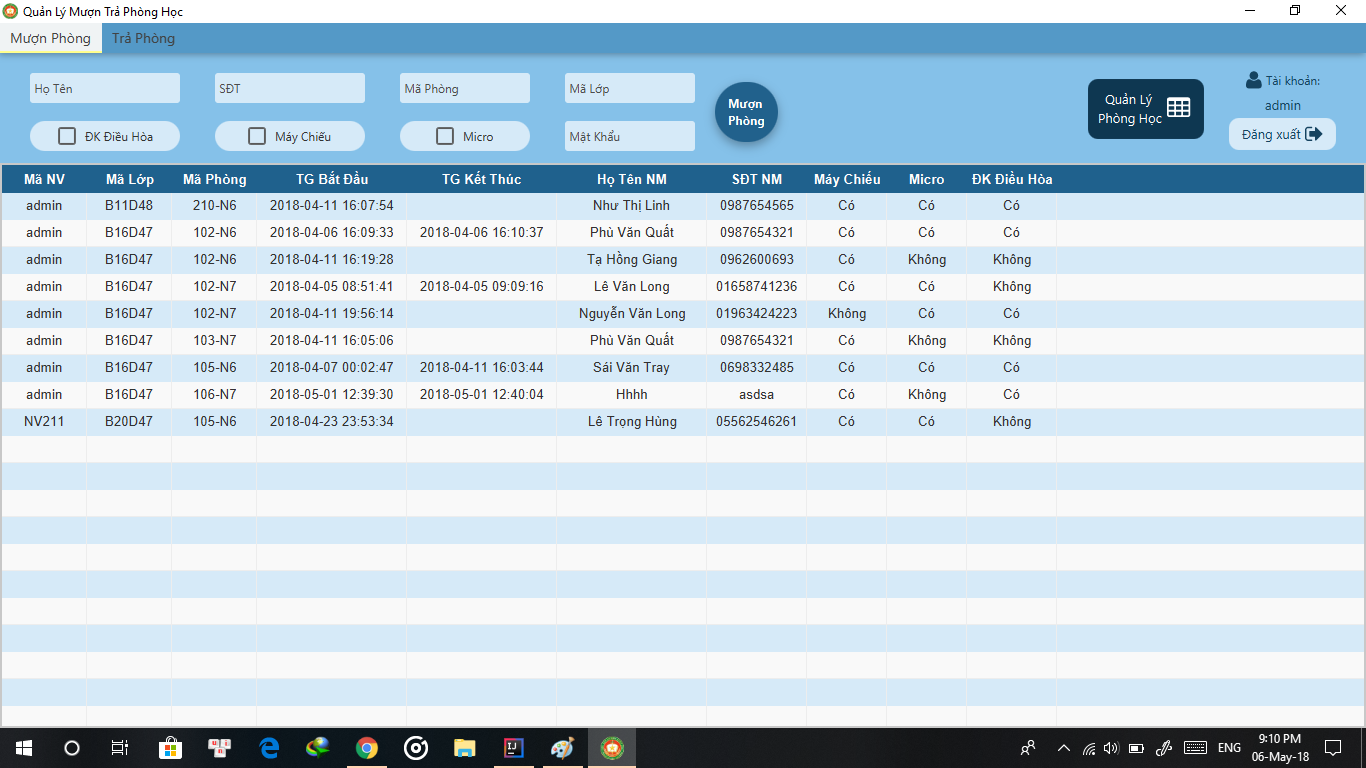 Quản Lý Mượn Trả Phòng Học
Mượn Phòng Trả Phòng
Họ Tên SĐT Mã Phòng Mã Lớp
ĐK Điều Hòa Máy Chiếu Micro Mật Khẩu
Mượn
Phòng
Quản Lý
Phòng Học
Tài khoản:
admin
Đăng xuất
Mã NV Mã Lớp Mã Phòng TG Bắt Đầu TG Kết Thúc Họ Tên NM SĐT NM Máy Chiếu Micro ĐK Điều Hòa
admin B11D48 210-N6 2018-04-11 16:07:54 Như Thị Linh 0987654565 Có Có Có
admin B16D47 102-N6 2018-04-06 16:09:33 2018-04-06 16:10:37 Phù Văn Quất 0987654321 Có Có Có
admin B16D47 102-N6 2018-04-11 16:19:28 Tạ Hồng Giang 0962600693 Có Không Không
admin B16D47 102-N7 2018-04-05 08:51:41 2018-04-05 09:09:16 Lê Văn Long 01658741236 Có Có Không
admin B16D47 102-N7 2018-04-11 19:56:14 Nguyễn Văn Long 01963424223 Không Có Có
admin B16D47 103-N7 2018-04-11 16:05:06 Phù Văn Quất 0987654321 Có Không Không
admin B16D47 105-N6 2018-04-07 00:02:47 2018-04-11 16:03:44 Sái Văn Tray 0698332485 Có Có Có
admin B16D47 106-N7 2018-05-01 12:39:30 2018-05-01 12:40:04 Hhhh asdsa Có Không Có
NV211 B20D47 105-N6 2018-04-23 23:53:34 Lê Trọng Hùng 05562546261 Có Có Không
ENG
9:10 PM
06-May-18